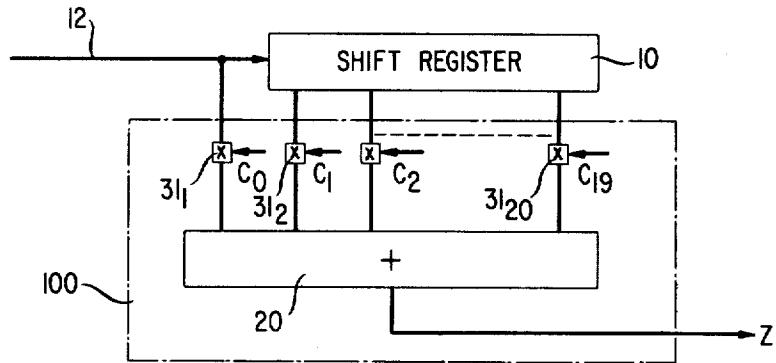 12
SHIFT REGISTER
10
X X X X
31₁ C₀ 31₂ C₁ C₂ 31₂₀ C₁₉
+
100
20
Z